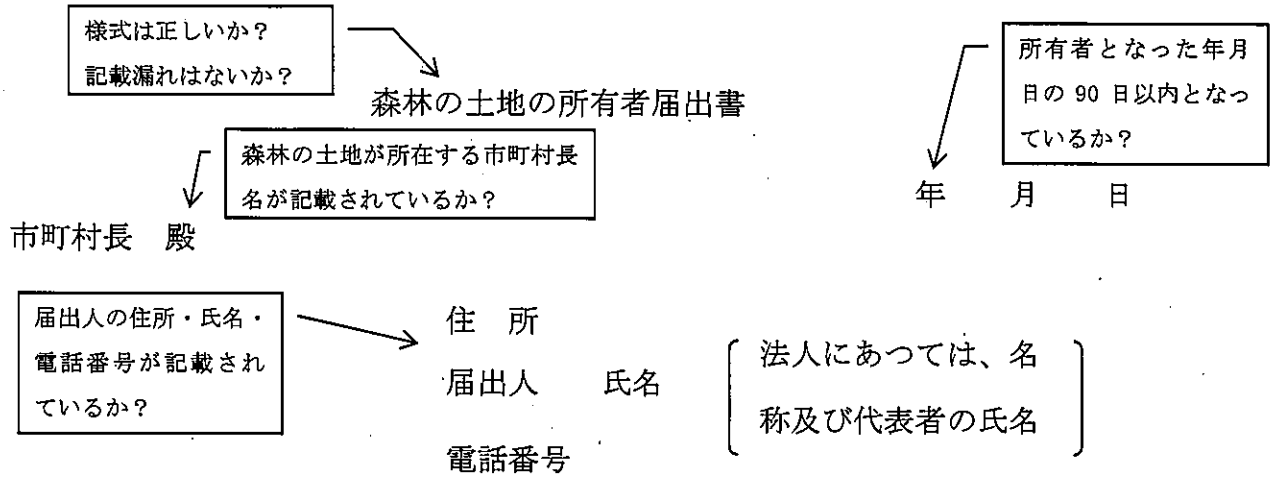 様式は正しいか？
記載漏れはないか？
所有者となった年月
日の 90 日以内となっ
ているか？
森林の土地の所有者届出書
森林の土地が所在する市町村長
名が記載されているか？
年　月　日
市町村長　殿
届出人の住所・氏名・
電話番号が記載され
ているか？
住　所
届出人　氏名
法人にあつては、名
称及び代表者の氏名
電話番号